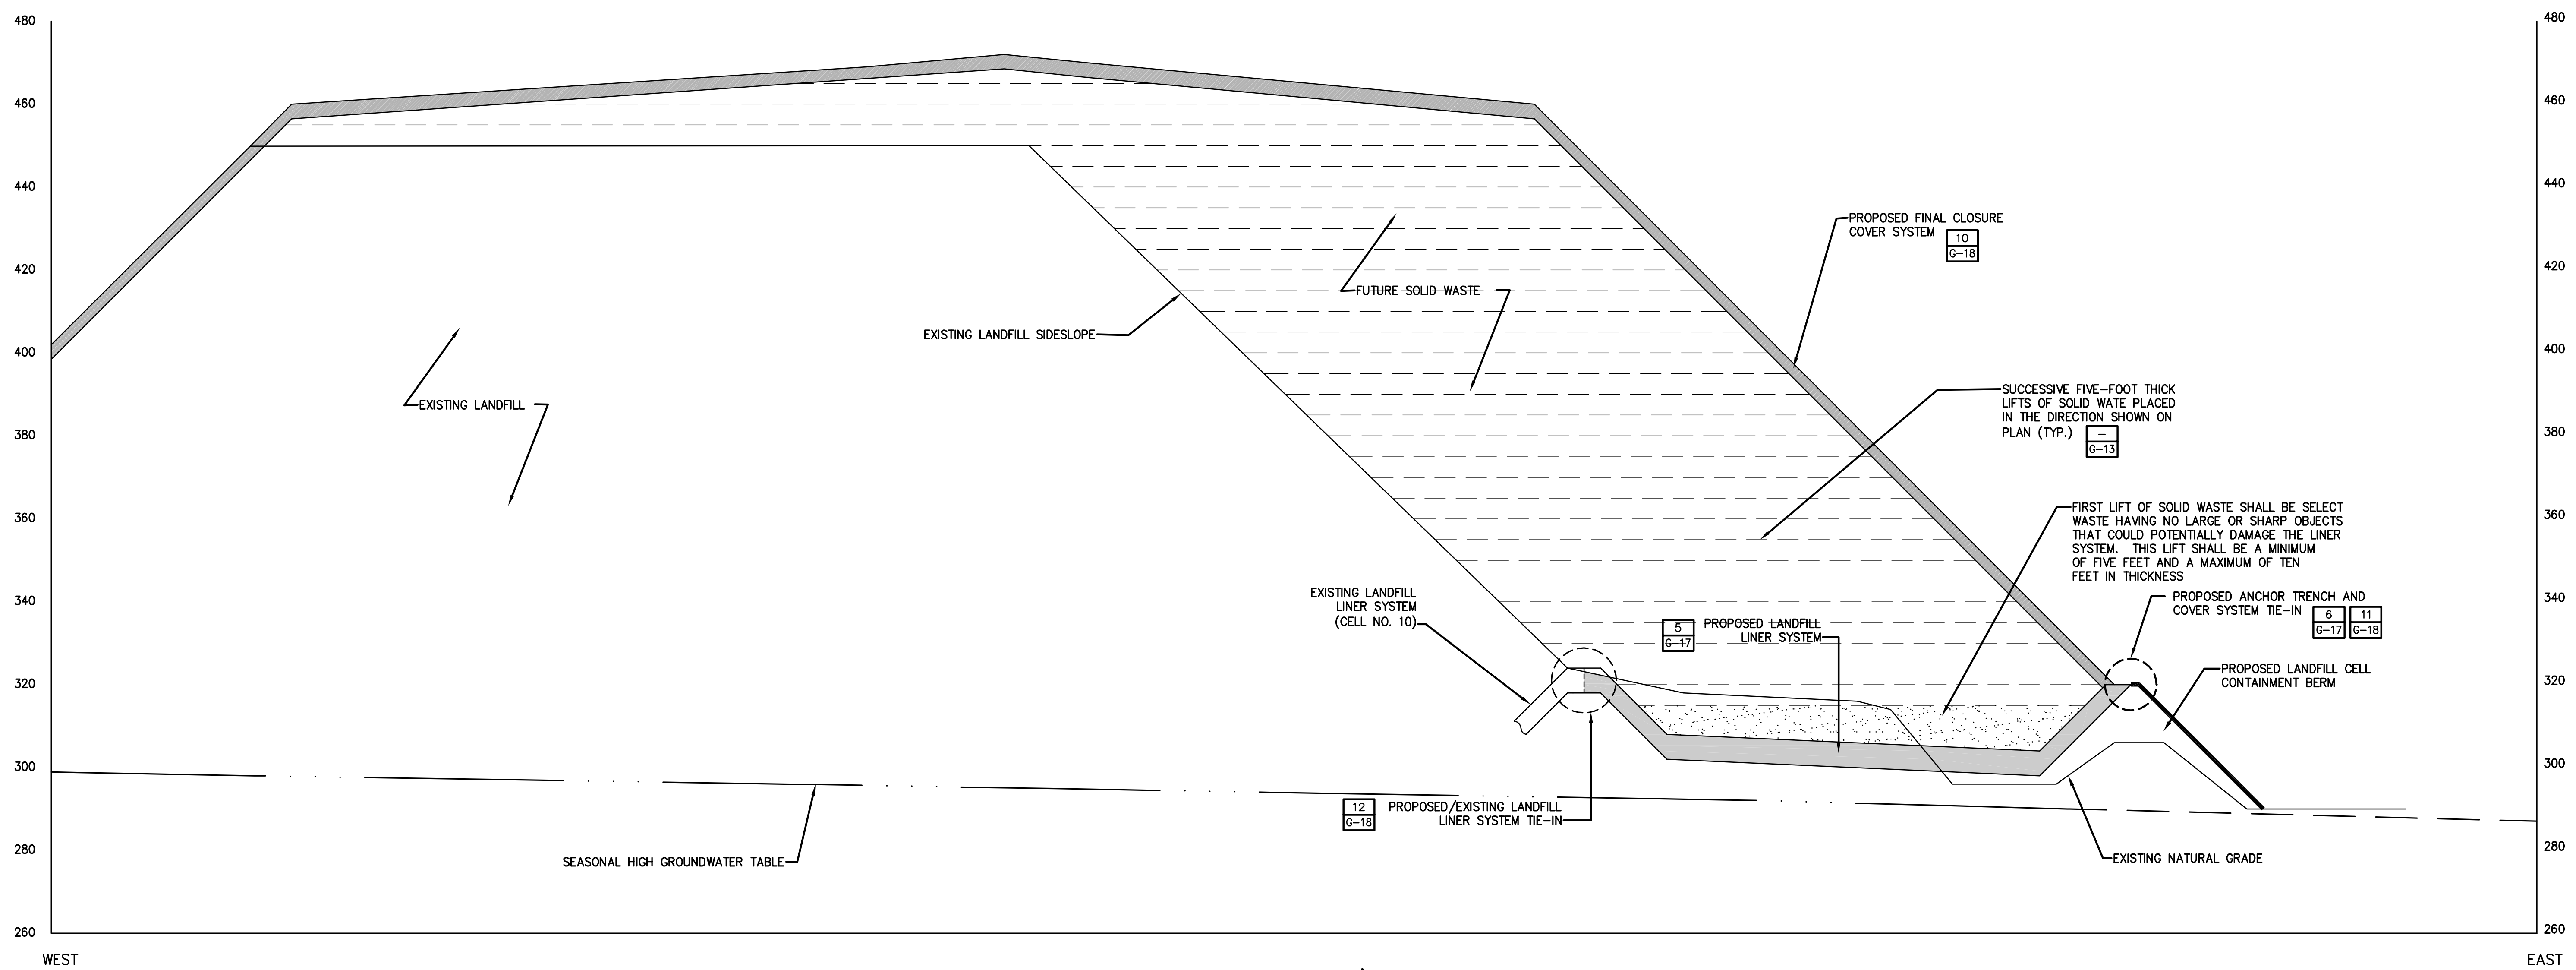 480
460
440
420
400
380
360
340
320
300
280
260
WEST
480
460
440
420
400
380
360
340
320
300
280
260
EAST
PROPOSED FINAL CLOSURE
COVER SYSTEM
10
G-18
FUTURE SOLID WASTE
EXISTING LANDFILL SIDESLOPE
EXISTING LANDFILL
SUCCESSIVE FIVE-FOOT THICK
LIFTS OF SOLID WATE PLACED
IN THE DIRECTION SHOWN ON
PLAN (TYP.)
-
G-13
FIRST LIFT OF SOLID WASTE SHALL BE SELECT
WASTE HAVING NO LARGE OR SHARP OBJECTS
THAT COULD POTENTIALLY DAMAGE THE LINER
SYSTEM. THIS LIFT SHALL BE A MINIMUM
OF FIVE FEET AND A MAXIMUM OF TEN
FEET IN THICKNESS
EXISTING LANDFILL
LINER SYSTEM
(CELL NO. 10)
5
G-17
PROPOSED LANDFILL
LINER SYSTEM
PROPOSED ANCHOR TRENCH AND
COVER SYSTEM TIE-IN
6
G-17
11
G-18
PROPOSED LANDFILL CELL
CONTAINMENT BERM
12
G-18
PROPOSED/EXISTING LANDFILL
LINER SYSTEM TIE-IN
SEASONAL HIGH GROUNDWATER TABLE
EXISTING NATURAL GRADE